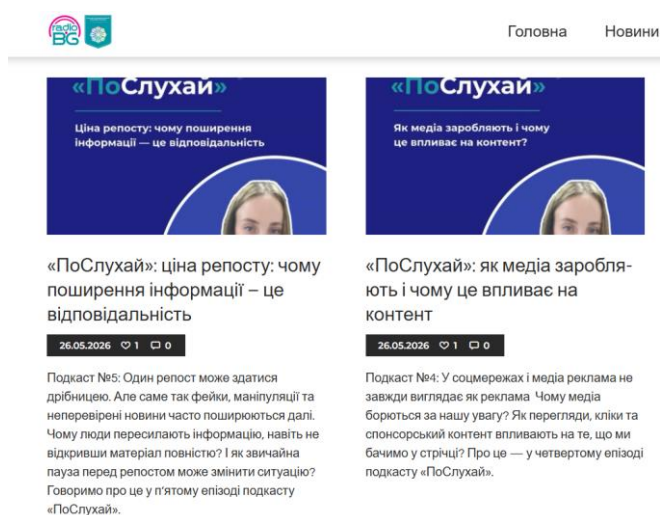 radio
BG
Головна
Новини
«ПоСлухай»
Ціна репосту: чому поширення
інформації — це відповідальність
«ПоСлухай»: ціна репосту: чому
поширення інформації – це
відповідальність
26.05.2026 1 0
Подкаст №5: Один репост може здатися
дрібницею. Але саме так фейки, маніпуляції та
неперевірені новини часто поширюються далі.
Чому люди пересилають інформацію, навіть не
відкривши матеріал повністю? І як звичайна
пауза перед репостом може змінити ситуацію?
Говоримо про це у п'ятому епізоді подкасту
«ПоСлухай».
«ПоСлухай»
Як медіа заробляють і чому
це впливає на контент?
«ПоСлухай»: як медіа заробля-
ють і чому це впливає на
контент
26.05.2026 1 0
Подкаст №4: У соцмережах і медіа реклама не
завжди виглядає як реклама Чому медіа
борються за нашу увагу? Як перегляди, кліки та
спонсорський контент впливають на те, що ми
бачимо у стрічці? Про це — у четвертому епізоді
подкасту «ПоСлухай».